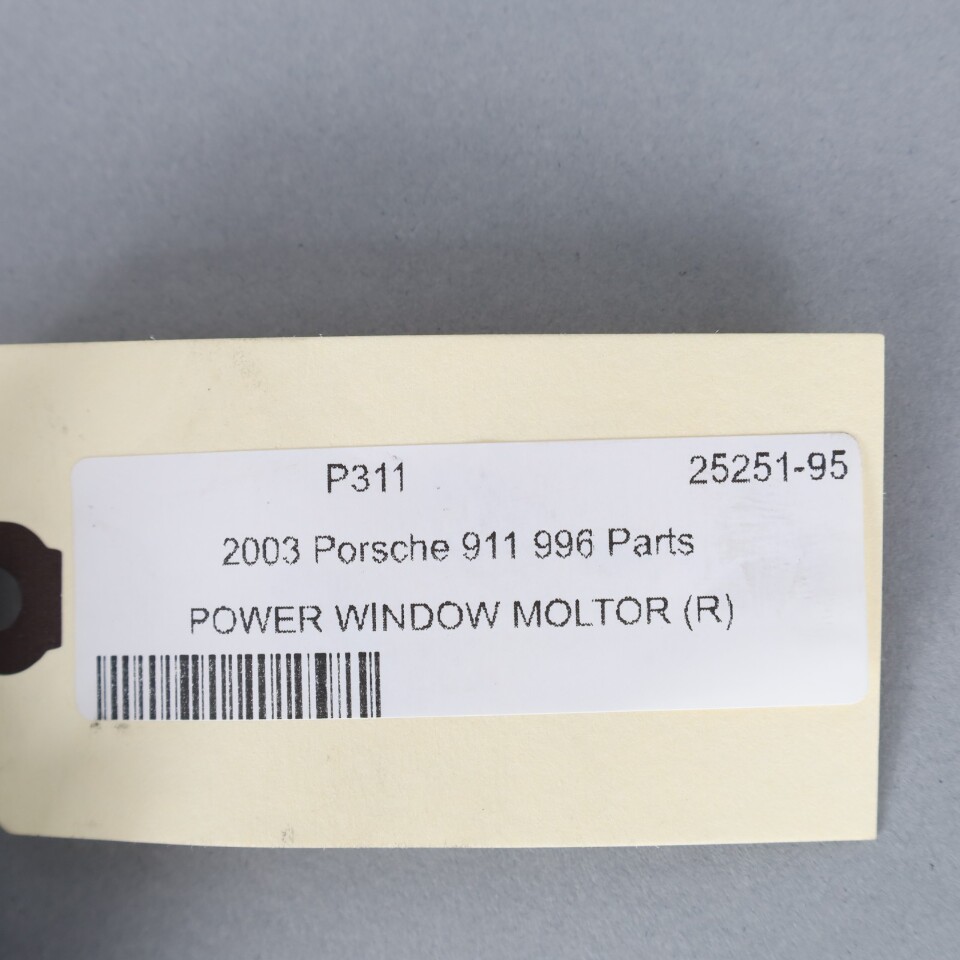 P311 25251-95
2003 Porsche 911 996 Parts
POWER WINDOW MOLTOR (R)